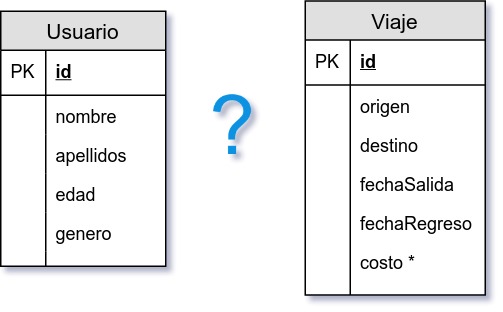 Usuario
PK id
nombre
apellidos
edad
genero
?
Viaje
PK id
origen
destino
fechaSalida
fechaRegreso
costo *